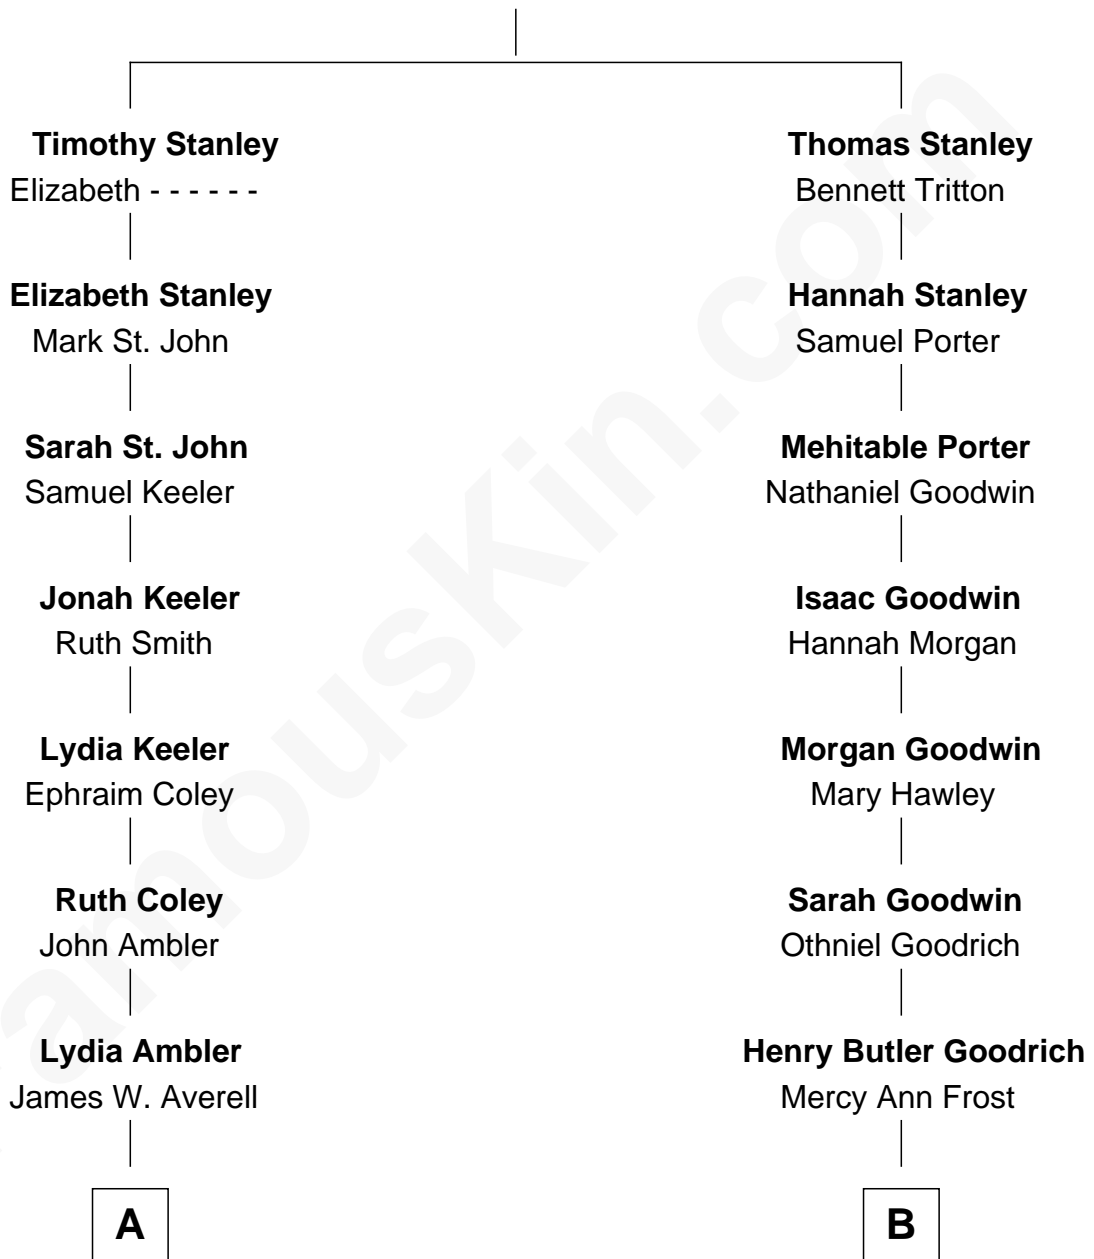 Timothy Stanley
Elizabeth - - - - - -
Elizabeth Stanley
Mark St. John
Sarah St. John
Samuel Keeler
Jonah Keeler
Ruth Smith
Lydia Keeler
Ephraim Coley
Ruth Coley
John Ambler
Lydia Ambler
James W. Averell
A
Thomas Stanley
Bennett Tritton
Hannah Stanley
Samuel Porter
Mehitable Porter
Nathaniel Goodwin
Isaac Goodwin
Hannah Morgan
Morgan Goodwin
Mary Hawley
Sarah Goodwin
Othniel Goodrich
Henry Butler Goodrich
Mercy Ann Frost
B
amousKin.com